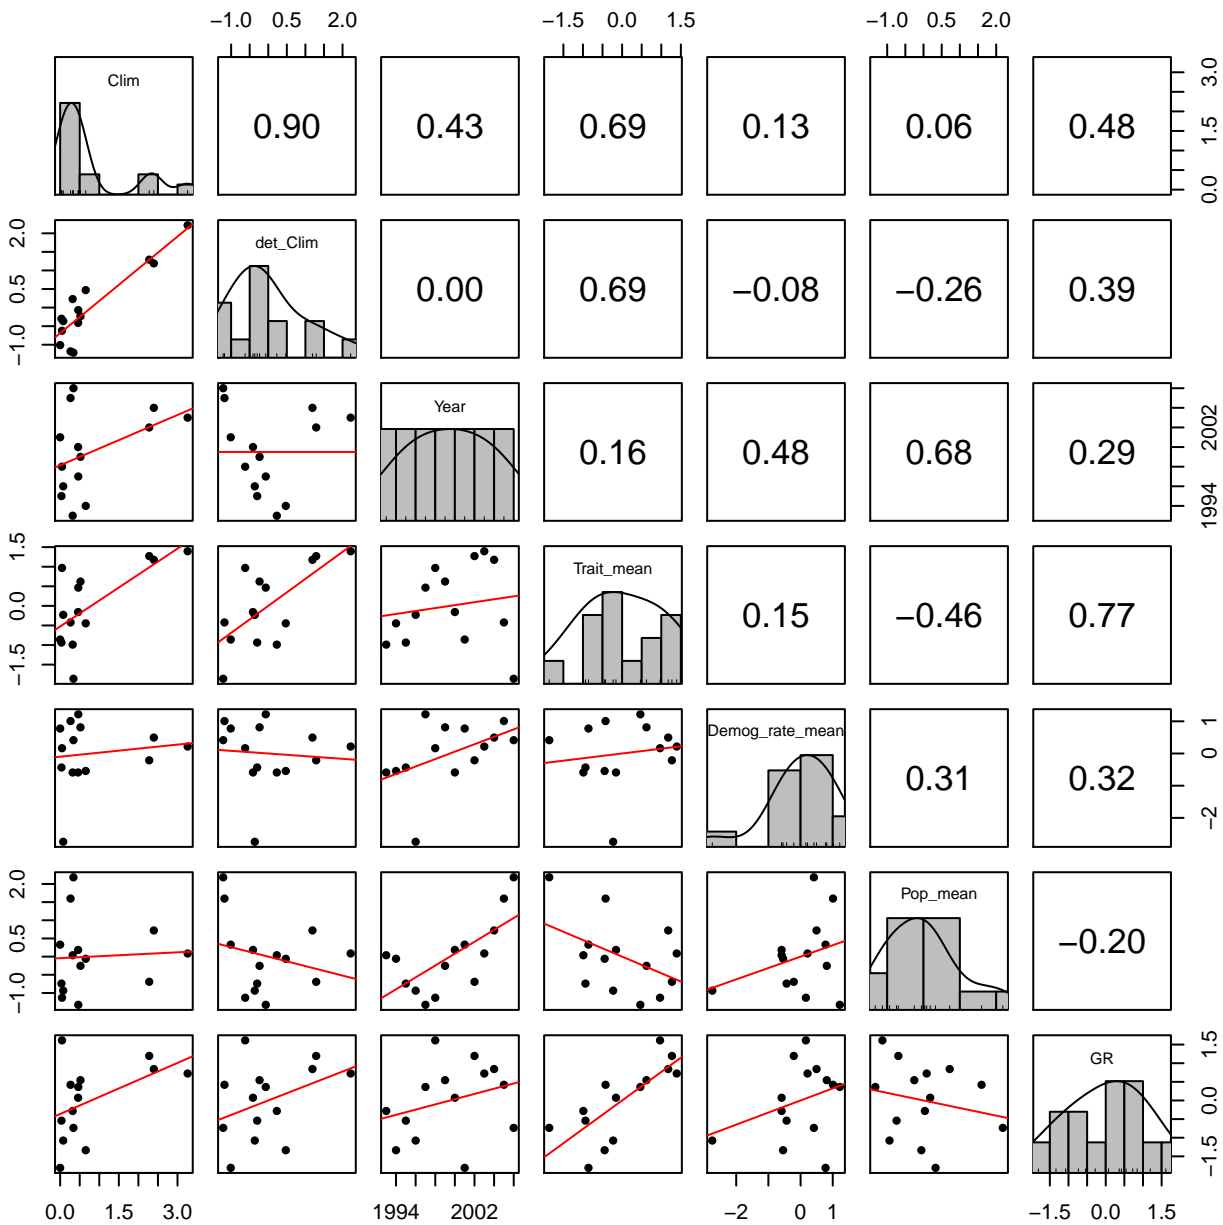 −1.0 0.5 2.0 −1.5 0.0 1.5 −1.0 0.5 2.0
Clim 0.90 0.43 0.69 0.13 0.06 0.48 0.0 1.5 3.0
−1.0 0.5 2.0 det_Clim 0.00 0.69 −0.08 −0.26 0.39
Year 0.16 0.48 0.68 0.29 1994 2002
−1.5 0.0 1.5 Trait_mean 0.15 −0.46 0.77
Demog_rate_mean 0.31 0.32 −2 0 1
−1.0 0.5 2.0 Pop_mean −0.20
GR −1.5 0.0 1.5
0.0 1.5 3.0 1994 2002 −2 0 1 −1.5 0.0 1.5